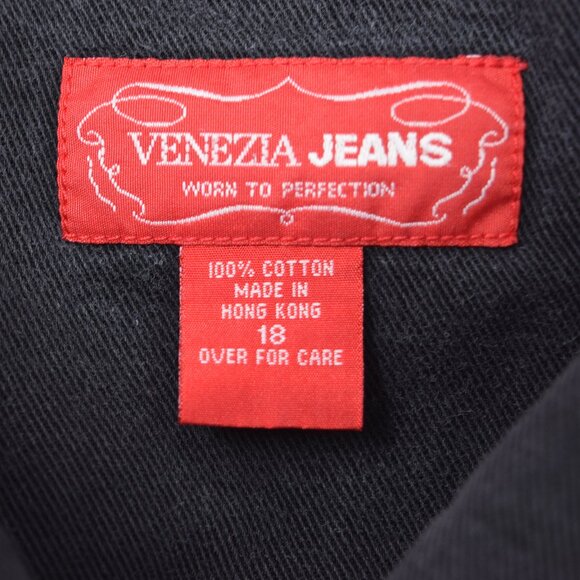 VENEZIA JEANS
WORN TO PERFECTION
100% COTTON
MADE IN
HONG KONG
18
OVER FOR CARE